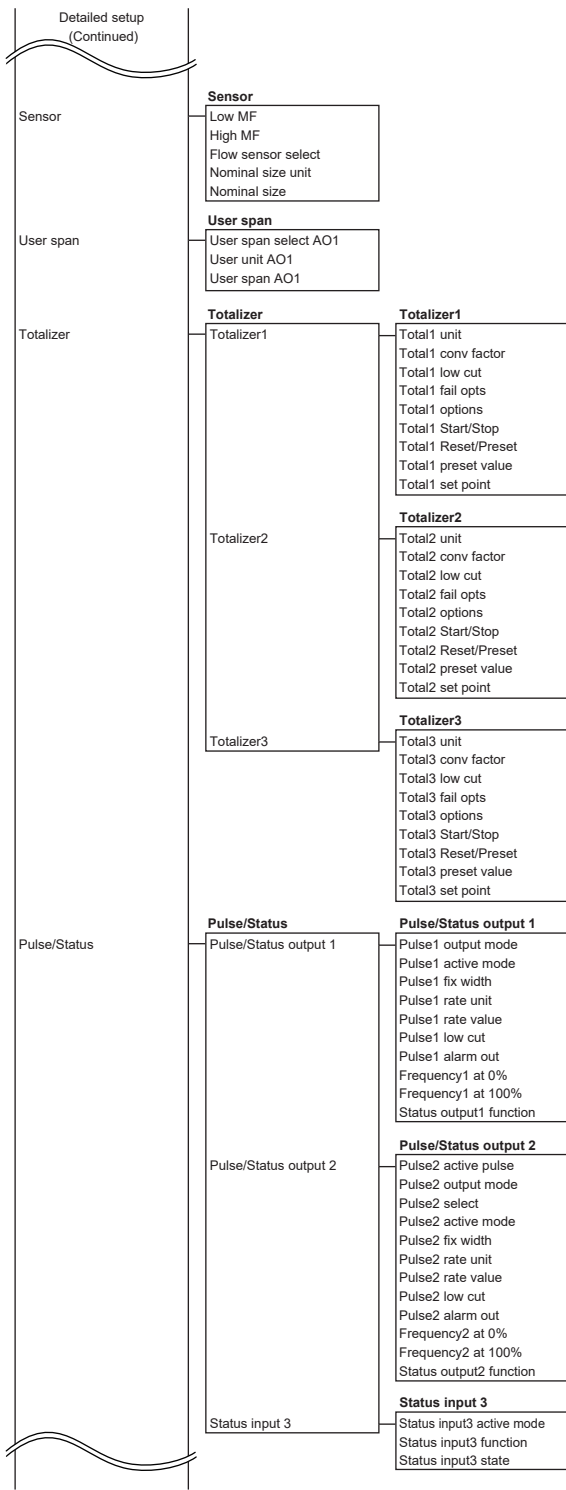 Detailed setup
(Continued)
Sensor
Sensor
Low MF
High MF
Flow sensor select
Nominal size unit
Nominal size
User span
User span
User span select AO1
User unit AO1
User span AO1
Totalizer
Totalizer
Totalizer1
Totalizer1
Total1 unit
Total1 conv factor
Total1 low cut
Total1 fail opts
Total1 options
Total1 Start/Stop
Total1 Reset/Preset
Total1 preset value
Total1 set point
Totalizer2
Totalizer2
Total2 unit
Total2 conv factor
Total2 low cut
Total2 fail opts
Total2 options
Total2 Start/Stop
Total2 Reset/Preset
Total2 preset value
Total2 set point
Totalizer3
Totalizer3
Total3 unit
Total3 conv factor
Total3 low cut
Total3 fail opts
Total3 options
Total3 Start/Stop
Total3 Reset/Preset
Total3 preset value
Total3 set point
Pulse/Status
Pulse/Status
Pulse/Status output 1
Pulse/Status output 1
Pulse1 output mode
Pulse1 active mode
Pulse1 fix width
Pulse1 rate unit
Pulse1 rate value
Pulse1 low cut
Pulse1 alarm out
Frequency1 at 0%
Frequency1 at 100%
Status output1 function
Pulse/Status output 2
Pulse/Status output 2
Pulse2 active pulse
Pulse2 output mode
Pulse2 select
Pulse2 active mode
Pulse2 fix width
Pulse2 rate unit
Pulse2 rate value
Pulse2 low cut
Pulse2 alarm out
Frequency2 at 0%
Frequency2 at 100%
Status output2 function
Status input 3
Status input 3
Status input3 active mode
Status input3 function
Status input3 state